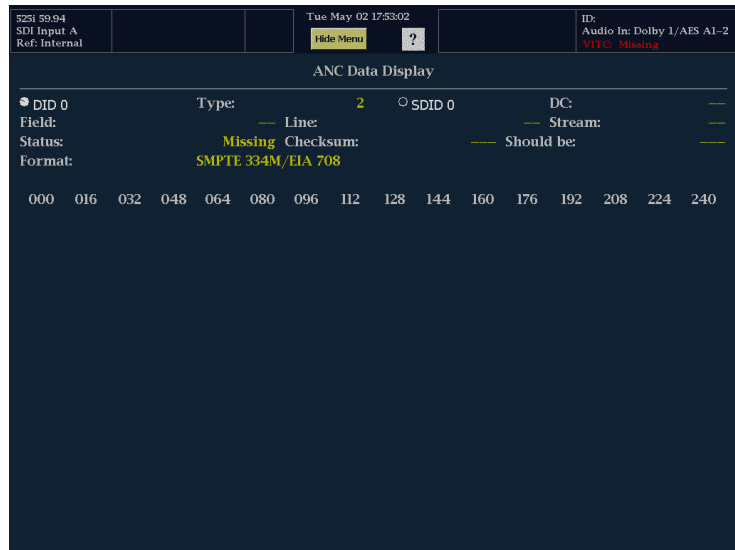 525i 59.94
SDI Input A
Ref: Internal
Tue May 02 17:53:02
Hide Menu ?
ID:
Audio In: Dolby 1/AES A1-2
VITC: Missing
ANC Data Display
DID 0 Type: 2 SDID 0 DC: --
Field: -- Line: -- Stream: --
Status: Missing Checksum: --- Should be: ---
Format: SMPTE 334M/EIA 708
000 016 032 048 064 080 096 112 128 144 160 176 192 208 224 240